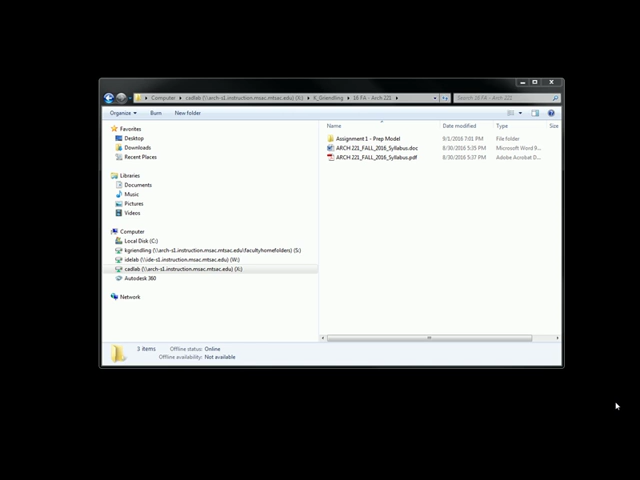 Computer ▸ cadlab (\\arch-s1.instruction.msac.mtsac.edu) (X:) ▸ K_Griendling ▸ 16 FA - Arch 221 ▸
Search 16 FA - Arch 221
Organize Burn New folder
Name Date modified Type Size
Favorites
Desktop
Downloads
Recent Places
Libraries
Documents
Music
Pictures
Videos
Computer
Local Disk (C:)
kgriendling (\\arch-s1.instruction.msac.mtsac.edu\facultyhomefolders) (S:)
idelab (\\ide-s1.instruction.msac.mtsac.edu) (W:)
cadlab (\\arch-s1.instruction.msac.mtsac.edu) (X:)
Autodesk 360
Network
Assignment 1 - Prep Model 9/1/2016 7:01 PM File folder
ARCH 221_FALL_2016_Syllabus.doc 8/30/2016 5:35 PM Microsoft Word 9...
ARCH 221_FALL_2016_Syllabus.pdf 8/30/2016 5:37 PM Adobe Acrobat D...
3 items Offline status: Online
Offline availability: Not available